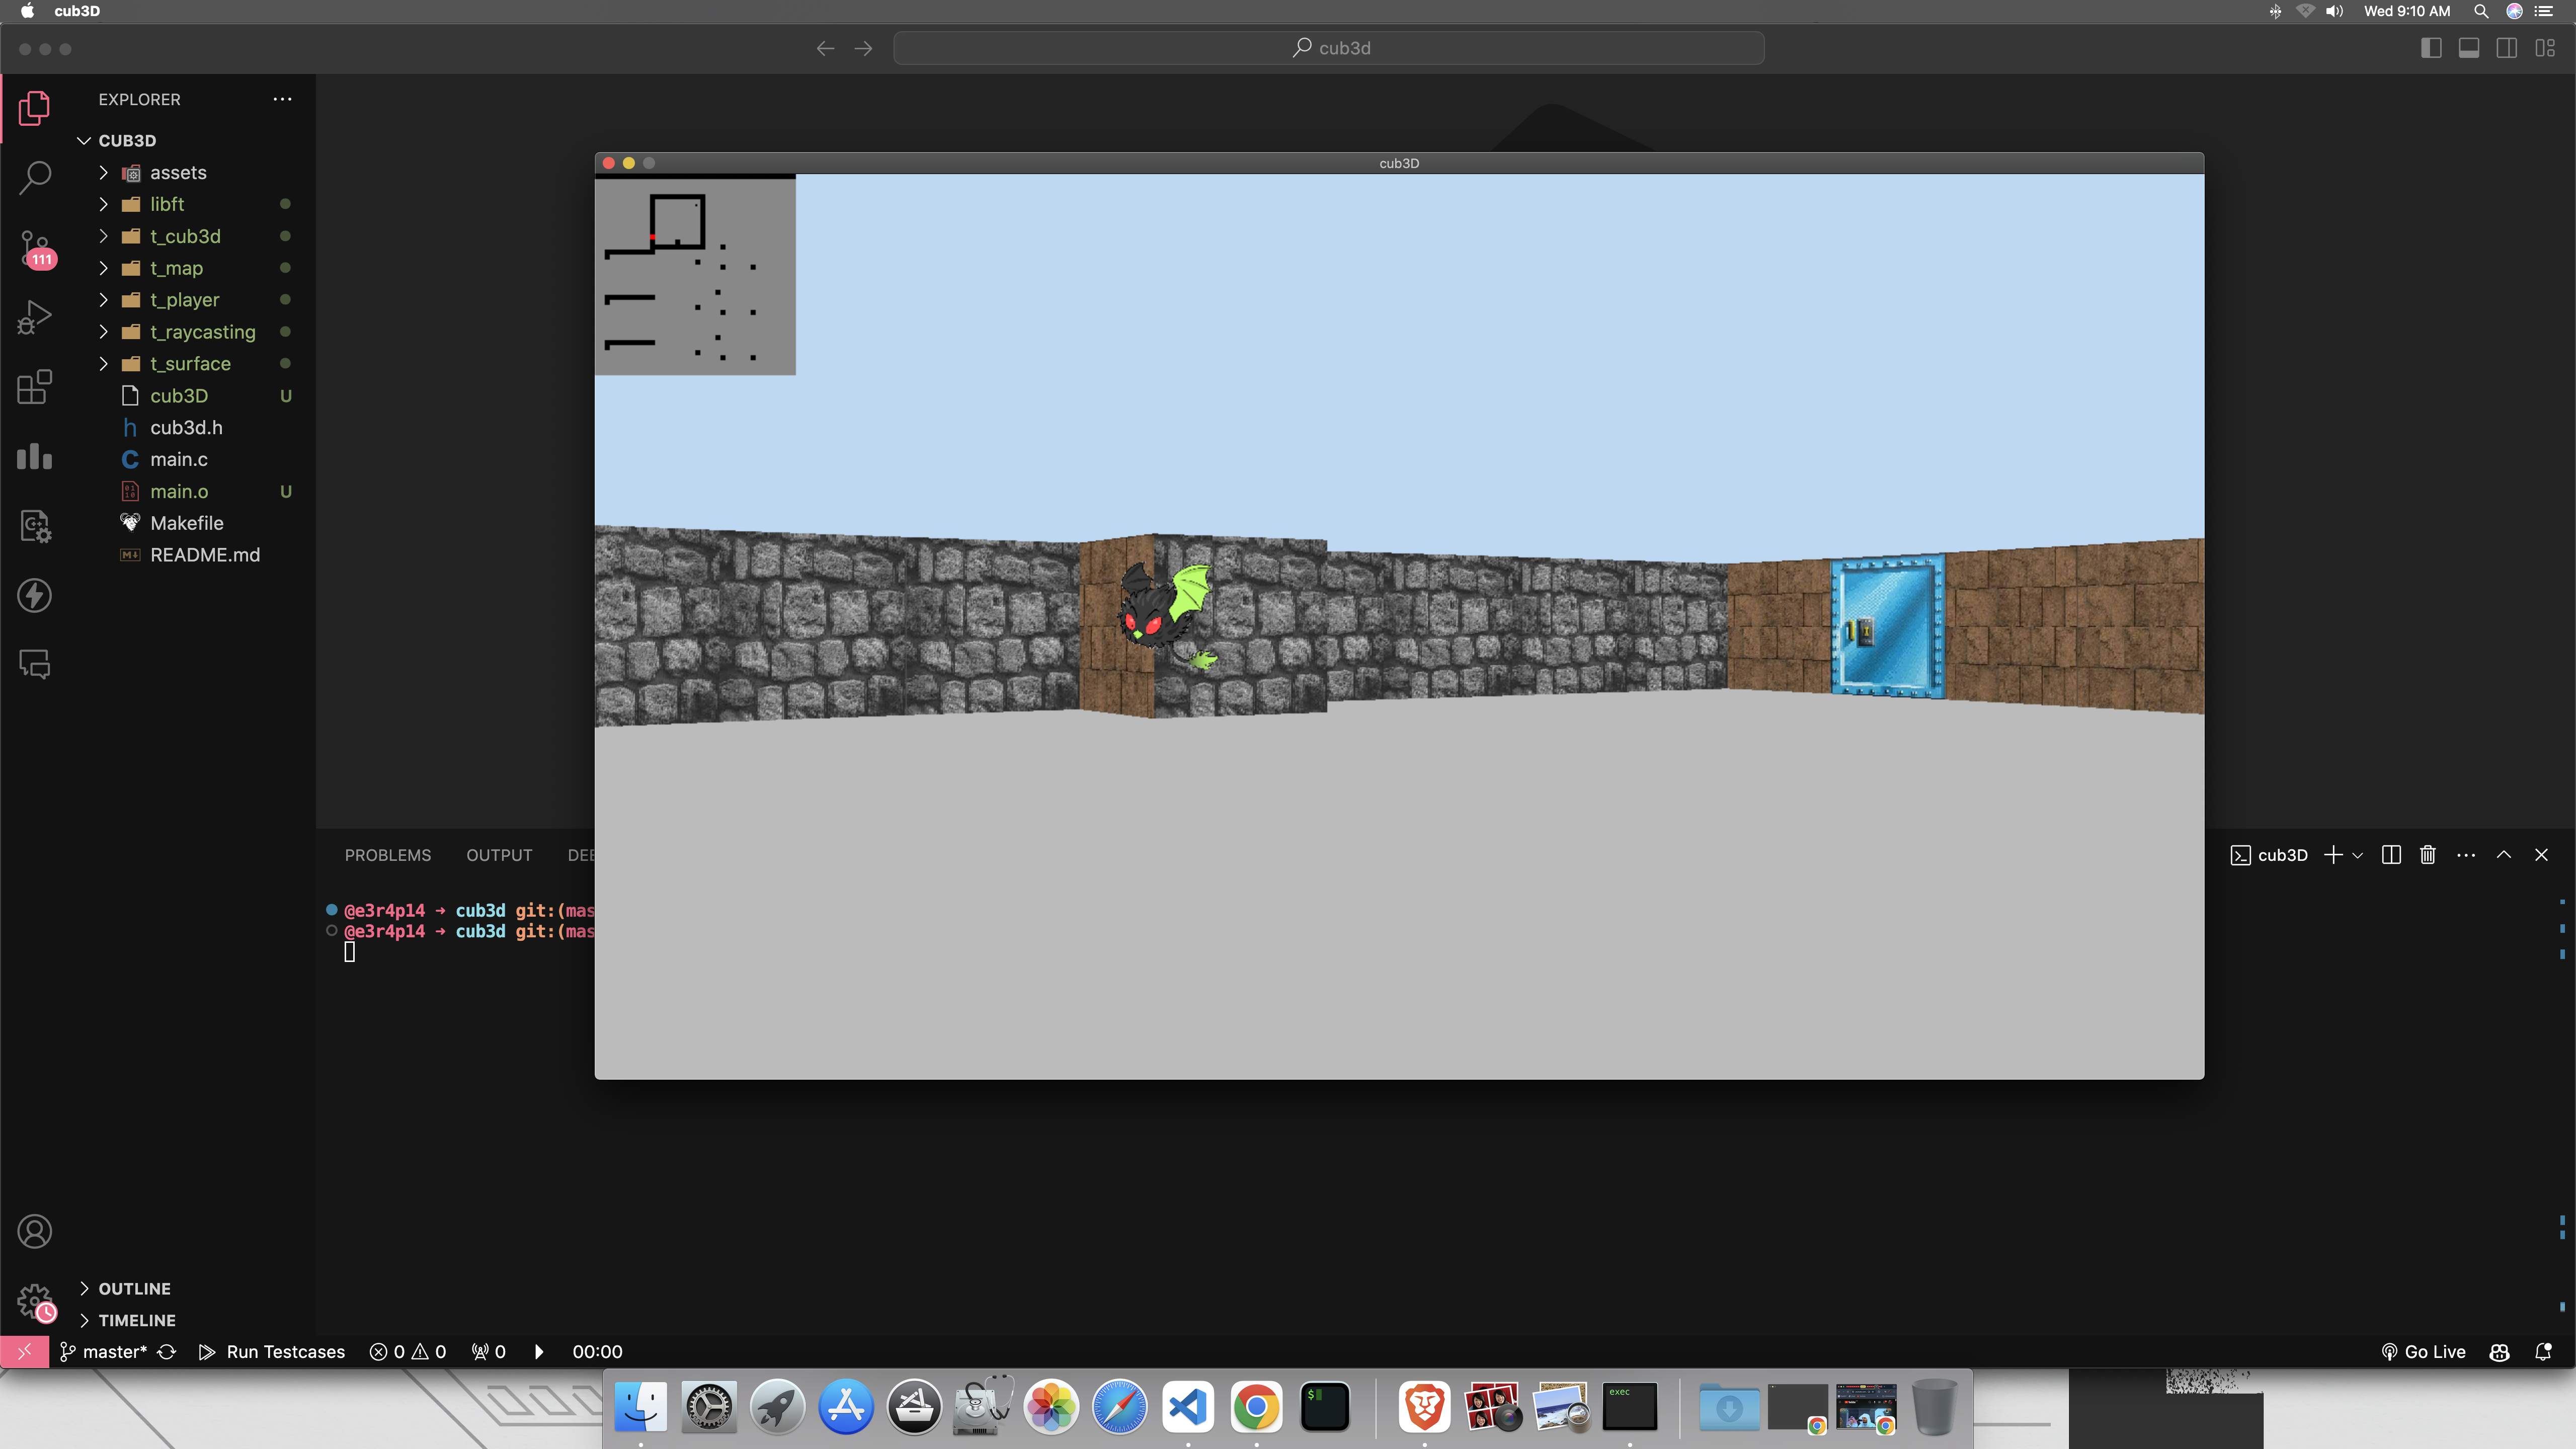 cub3D
Wed 9:10 AM
cub3d
EXPLORER
CUB3D
assets
libft
t_cub3d
t_map
t_player
t_raycasting
t_surface
cub3D U
cub3d.h
main.c
main.o U
Makefile
README.md
111
cub3D
PROBLEMS OUTPUT DEE
cub3D
@e3r4p14 → cub3d git:(mas
@e3r4p14 → cub3d git:(mas
OUTLINE
TIMELINE
master* Run Testcases 0 0 0 00:00
Go Live
exec